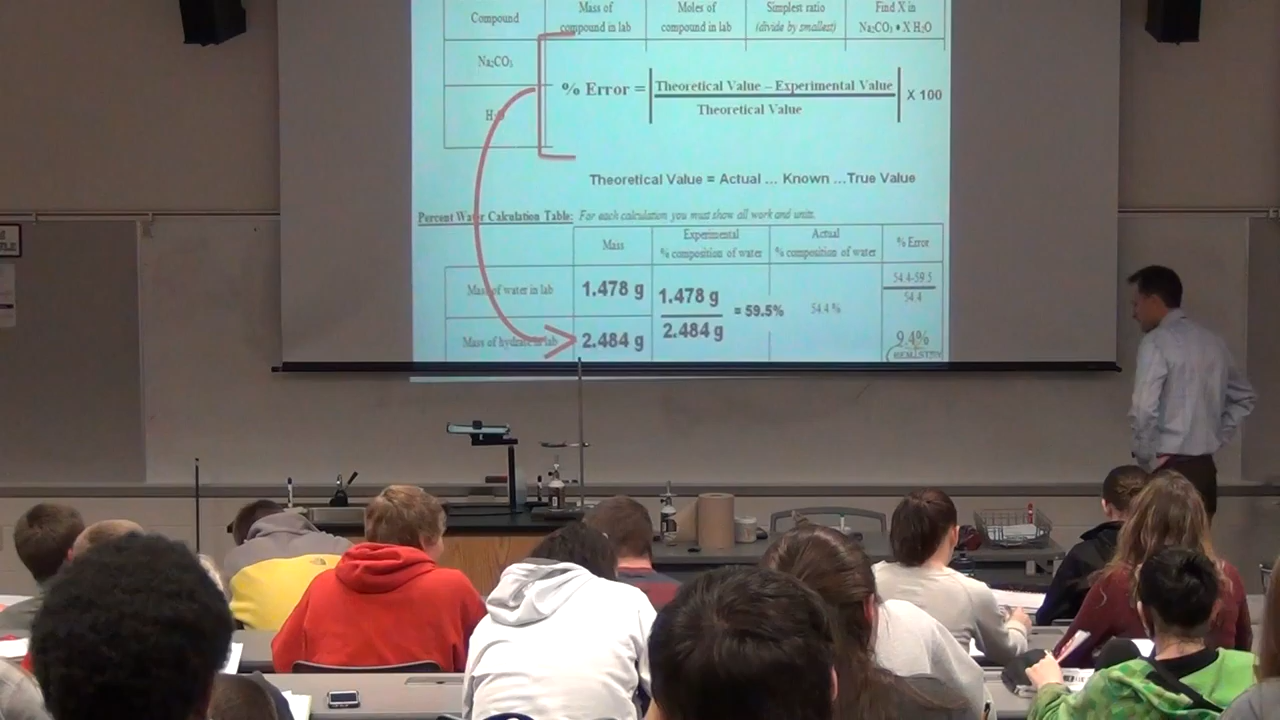 Compound
Mass of
compound in lab
Moles of
compound in lab
Simplest ratio
(divide by smallest)
Find X in
Na₂CO₃ • X H₂O
Na₂CO₃
H₂O
% Error = | Theoretical Value – Experimental Value
Theoretical Value | X 100
Theoretical Value = Actual ... Known ...True Value
Percent Water Calculation Table: For each calculation you must show all work and units.
Mass
Experimental
% composition of water
Actual
% composition of water
% Error
Mass of water in lab
1.478 g
1.478 g
2.484 g
= 59.5%
54.4 %
54.4-59.5
54.4
Mass of hydrate in lab
2.484 g
9.4%